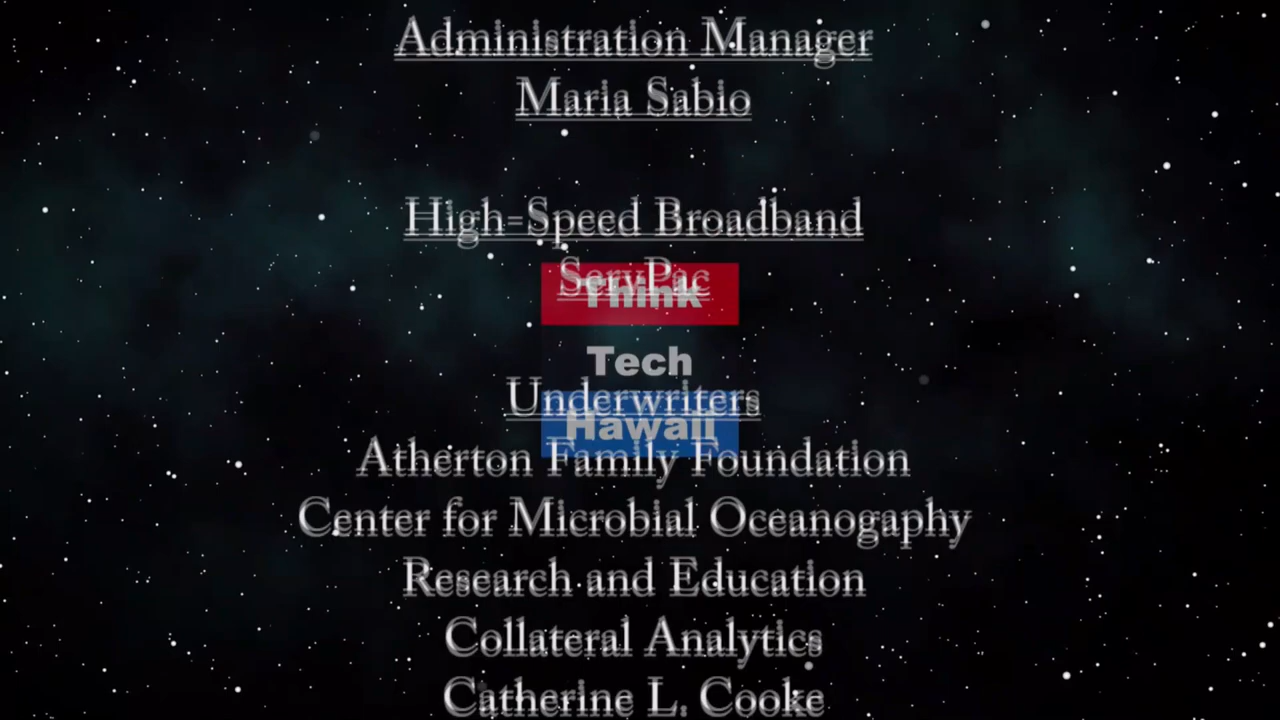 Administration Manager
Maria Sabio
High-Speed Broadband
ServPac
Think
Tech
Underwriters
Hawaii
Atherton Family Foundation
Center for Microbial Oceanogaphy
Research and Education
Collateral Analytics
Catherine L. Cooke